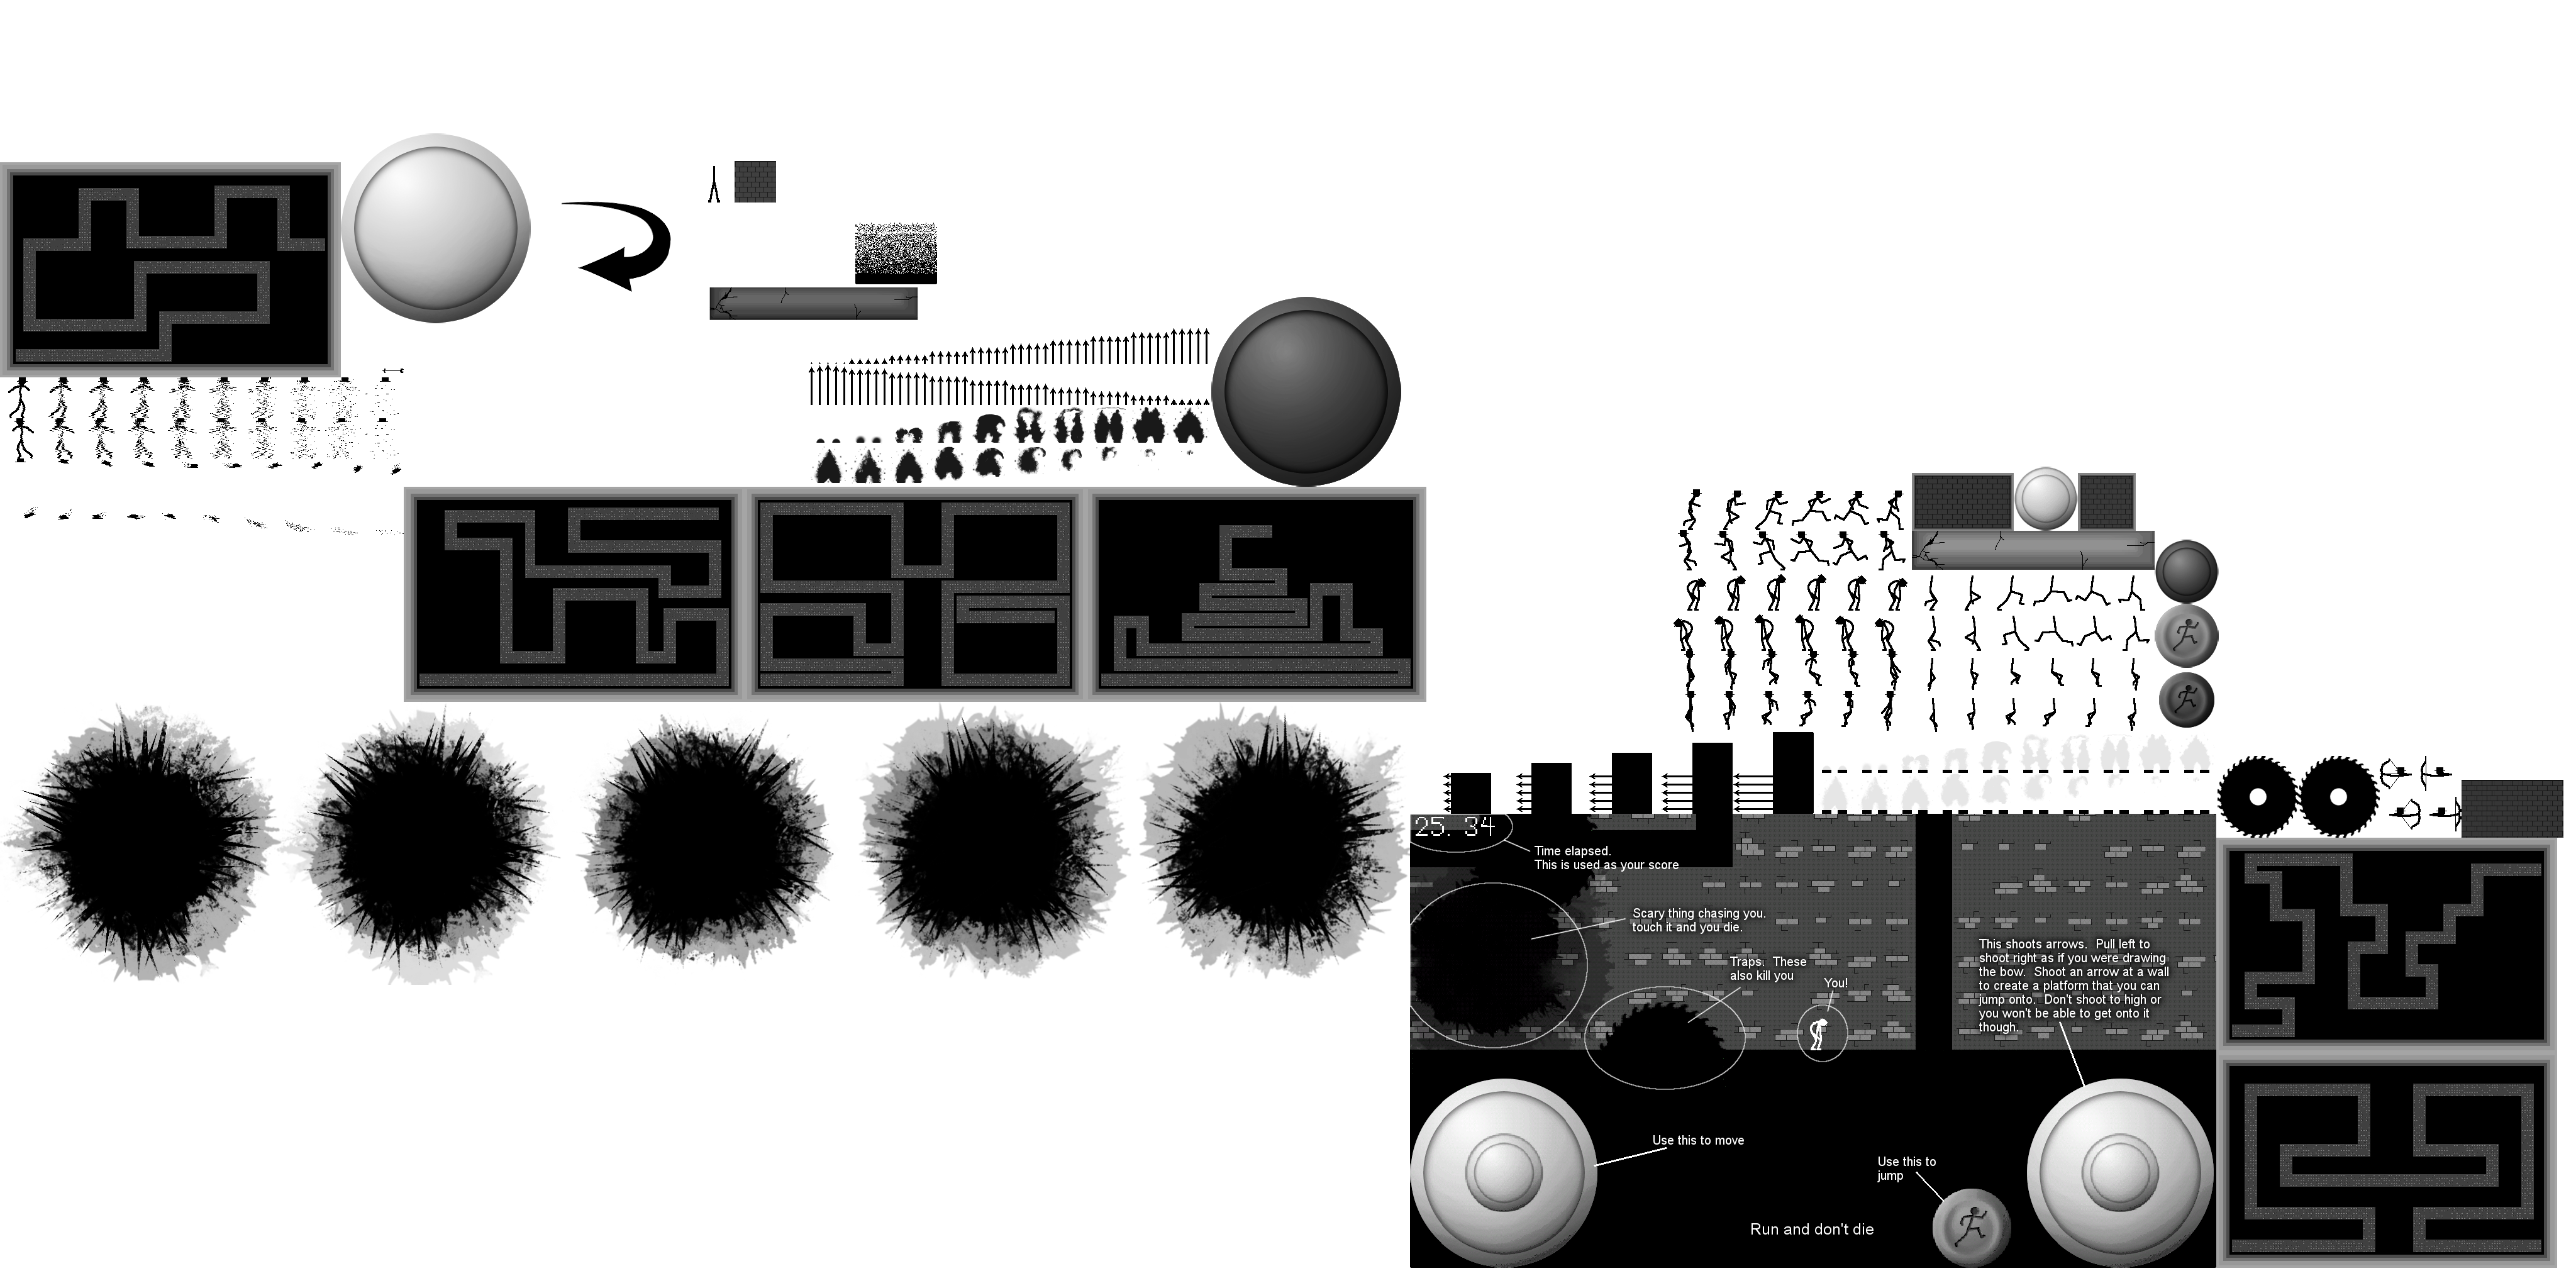 25. 34
Time elapsed.
This is used as your score
Scary thing chasing you.
touch it and you die.
Traps.  These
also kill you
You!
This shoots arrows.  Pull left to
shoot right as if you were drawing
the bow.  Shoot an arrow at a wall
to create a platform that you can
jump onto.  Don't shoot to high or
you won't be able to get onto it
though.
Use this to move
Use this to
jump
Run and don't die